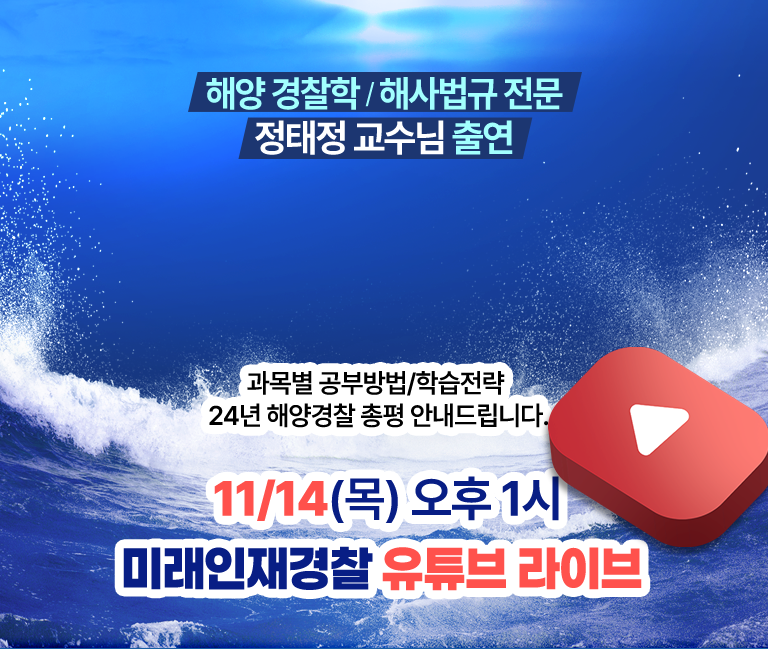 해양 경찰학 / 해사법규 전문
정태정 교수님 출연
과목별 공부방법/학습전략
24년 해양경찰 총평 안내드립니다.
11/14(목) 오후 1시
미래인재경찰 유튜브 라이브